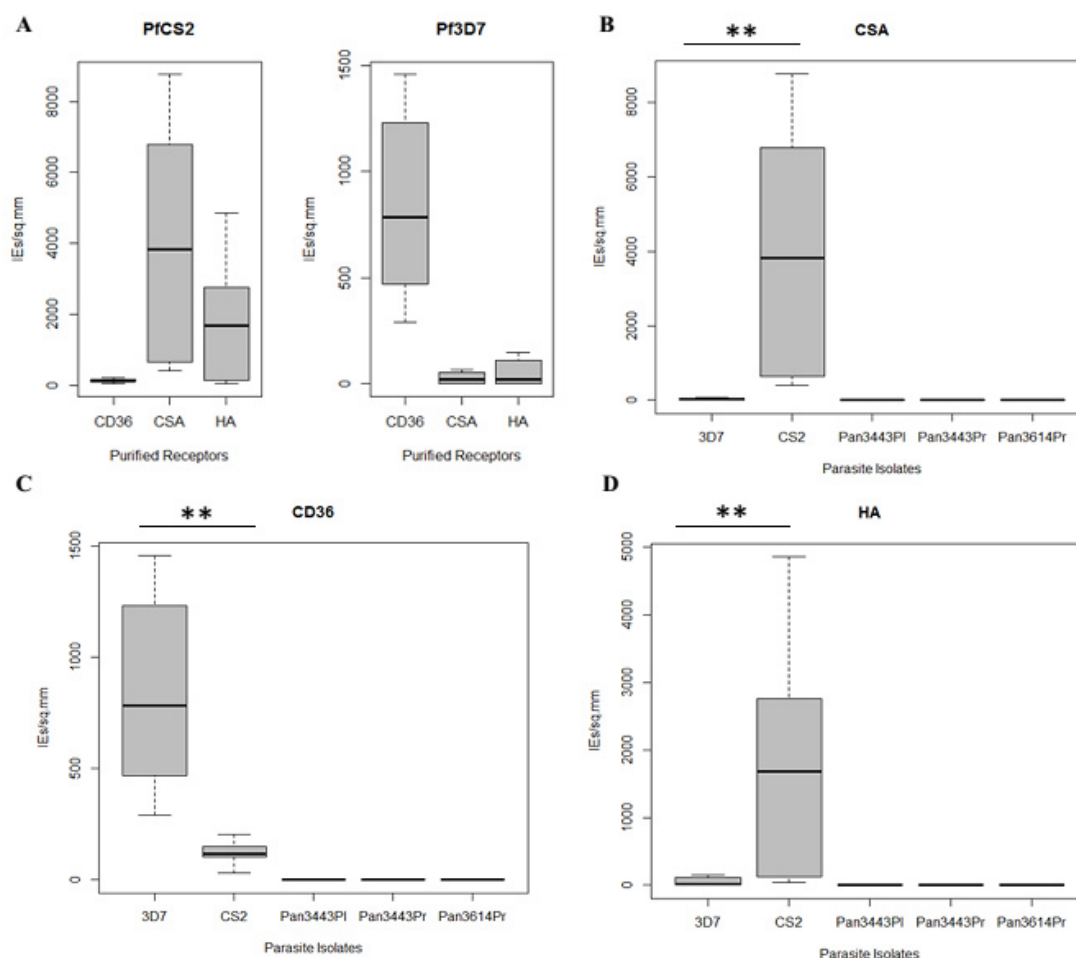 A
PfCS2
IEs/sq.mm
8000
6000
4000
2000
0
CD36 CSA HA
Purified Receptors
Pf3D7
IEs/sq.mm
1500
1000
500
0
CD36 CSA HA
Purified Receptors
B
** CSA
IEs/sq.mm
8000
6000
4000
2000
0
3D7 CS2 Pan3443Pl Pan3443Pr Pan3614Pr
Parasite Isolates
C
** CD36
IEs/sq.mm
1500
1000
500
0
3D7 CS2 Pan3443Pl Pan3443Pr Pan3614Pr
Parasite Isolates
D
** HA
IEs/sq.mm
5000
4000
3000
2000
1000
0
3D7 CS2 Pan3443Pl Pan3443Pr Pan3614Pr
Parasite Isolates